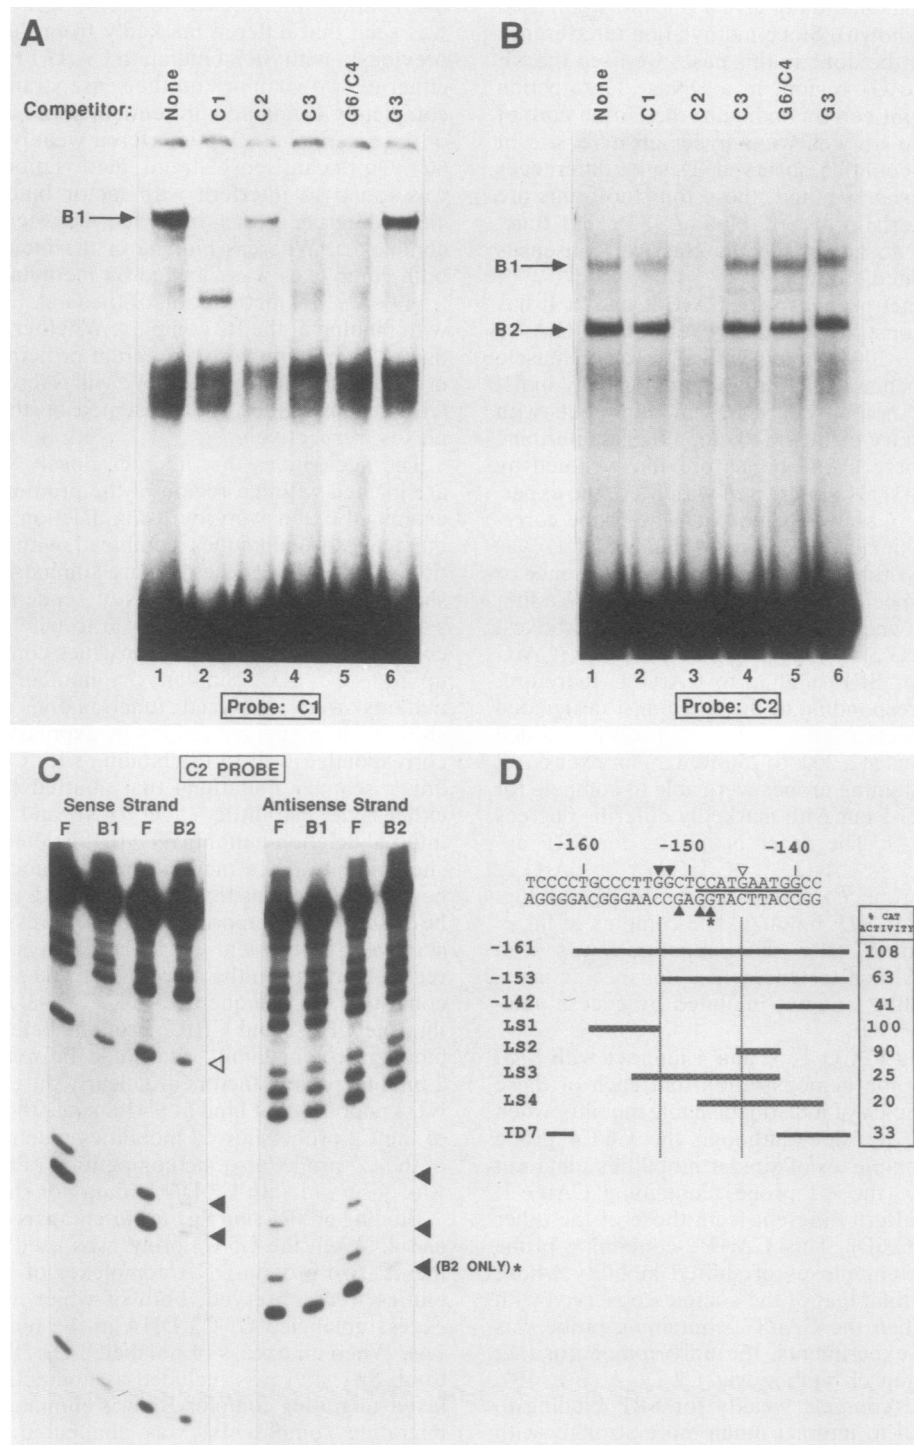 A
Competitor: None C1 C2 C3 α6/C4 G3
B1
1 2 3 4 5 6
Probe: C1
B
None C1 C2 C3 α6/C4 G3
B1
B2
1 2 3 4 5 6
Probe: C2
C
C2 PROBE
Sense Strand Antisense Strand
F B1 F B2 F B1 F B2
(B2 ONLY)*
D
-160 -150 -140
TCCCCTGCCCTTGGCTCCATGAATGGCC
AGGGGACGGGAACCGAGGTACTTACCGG
*
% CAT ACTIVITY
-161 108
-153 63
-142 41
LS1 100
LS2 90
LS3 25
LS4 20
ID7 33